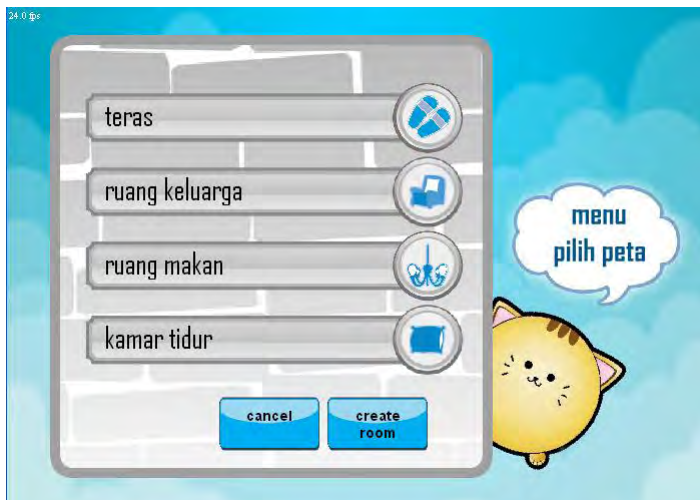 24.0 fps
teras
ruang keluarga
ruang makan
kamar tidur
cancel
create
room
menu
pilih peta